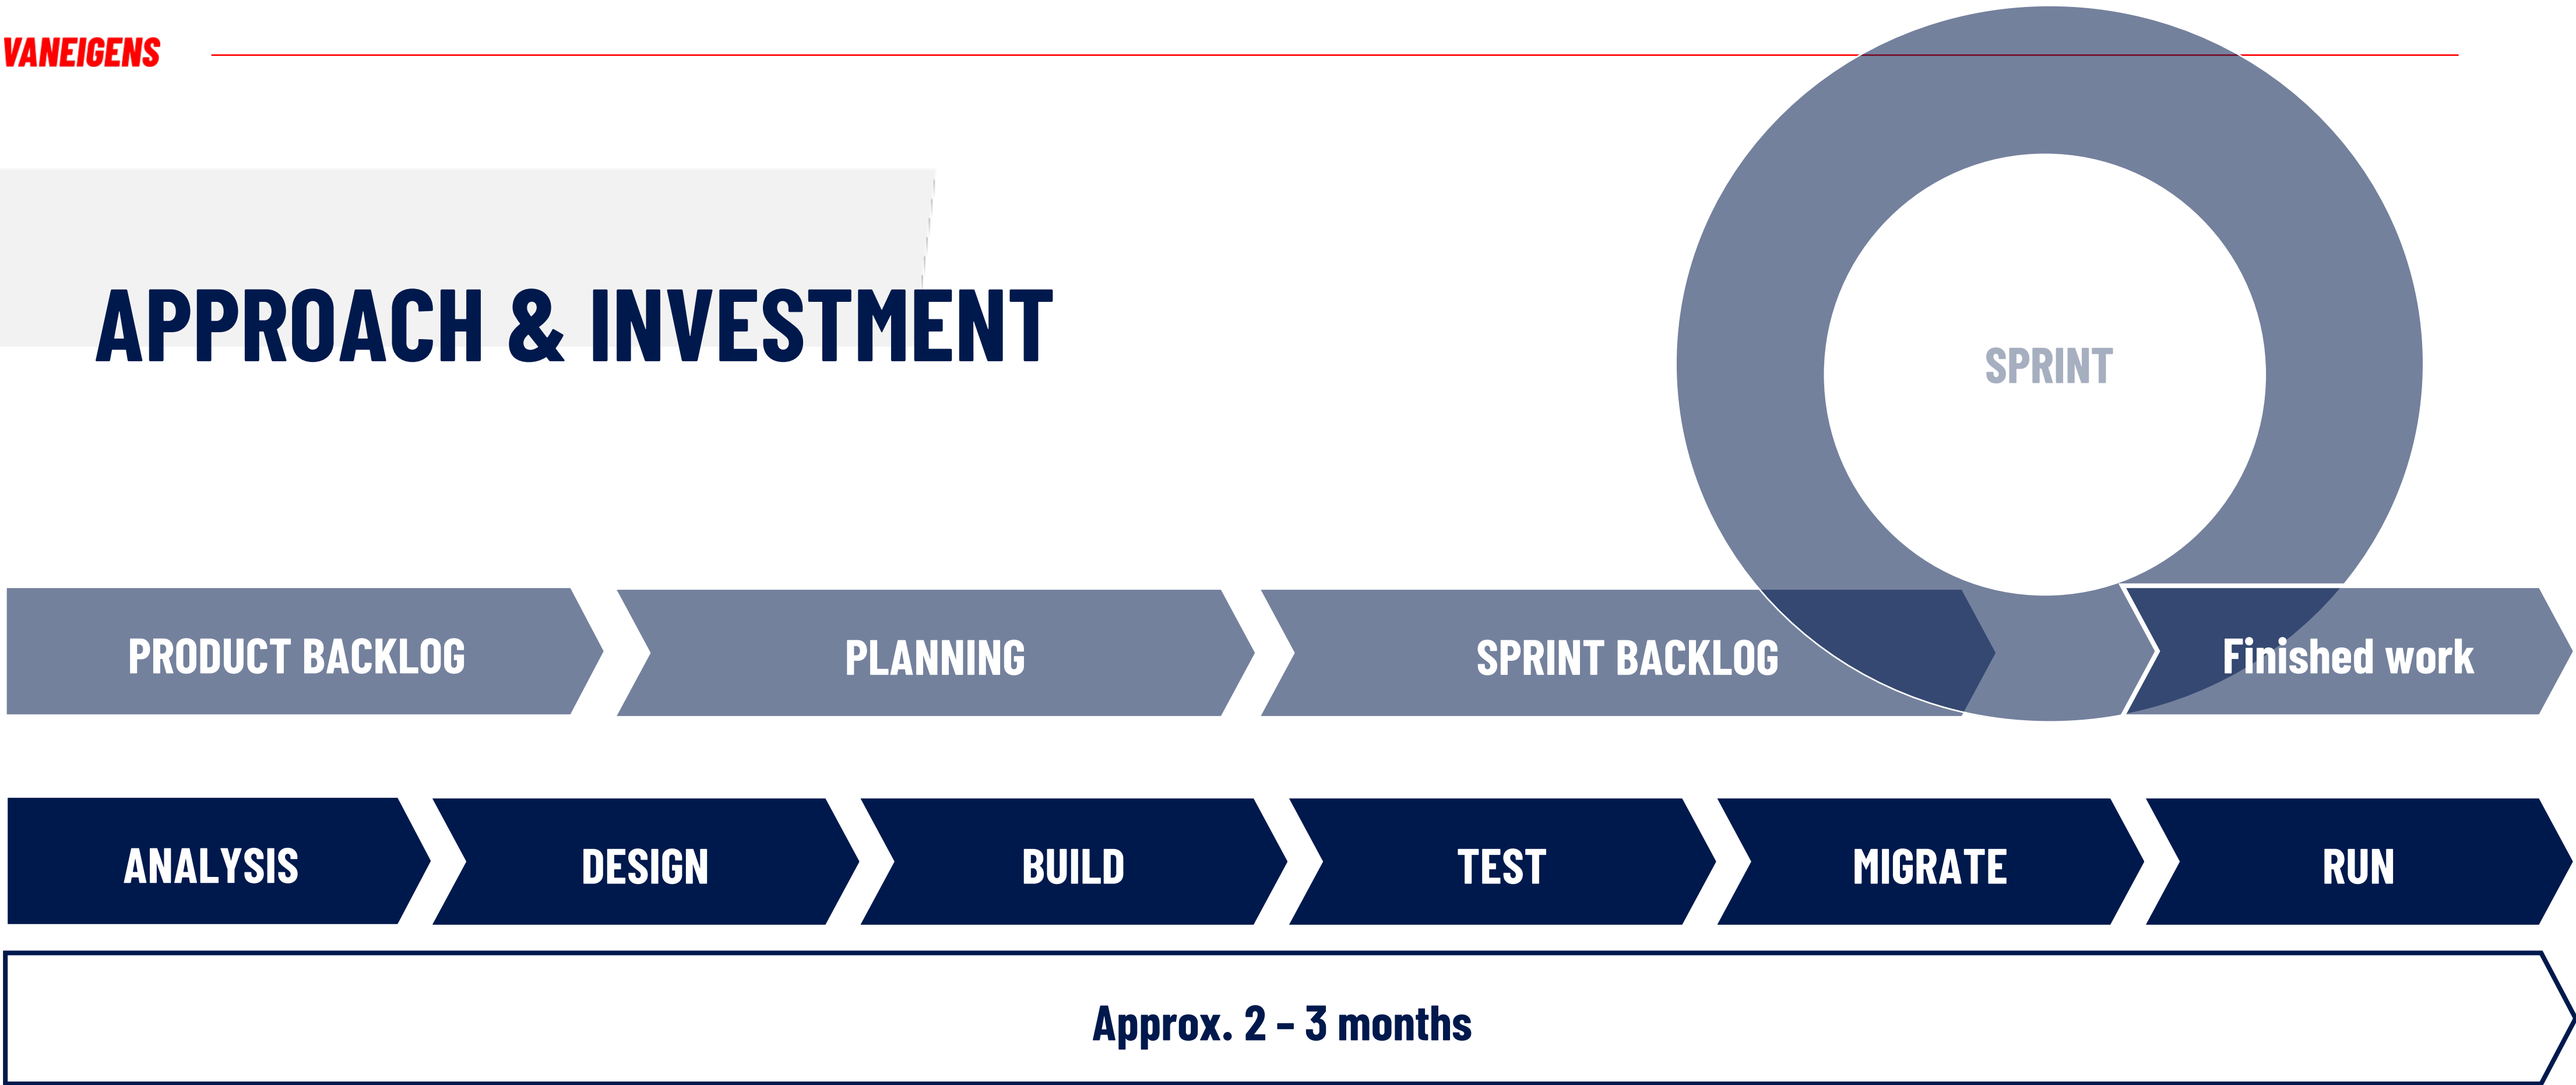 VANEIGENS
APPROACH & INVESTMENT
SPRINT
PRODUCT BACKLOG
PLANNING
SPRINT BACKLOG
Finished work
ANALYSIS
DESIGN
BUILD
TEST
MIGRATE
RUN
Approx. 2 – 3 months